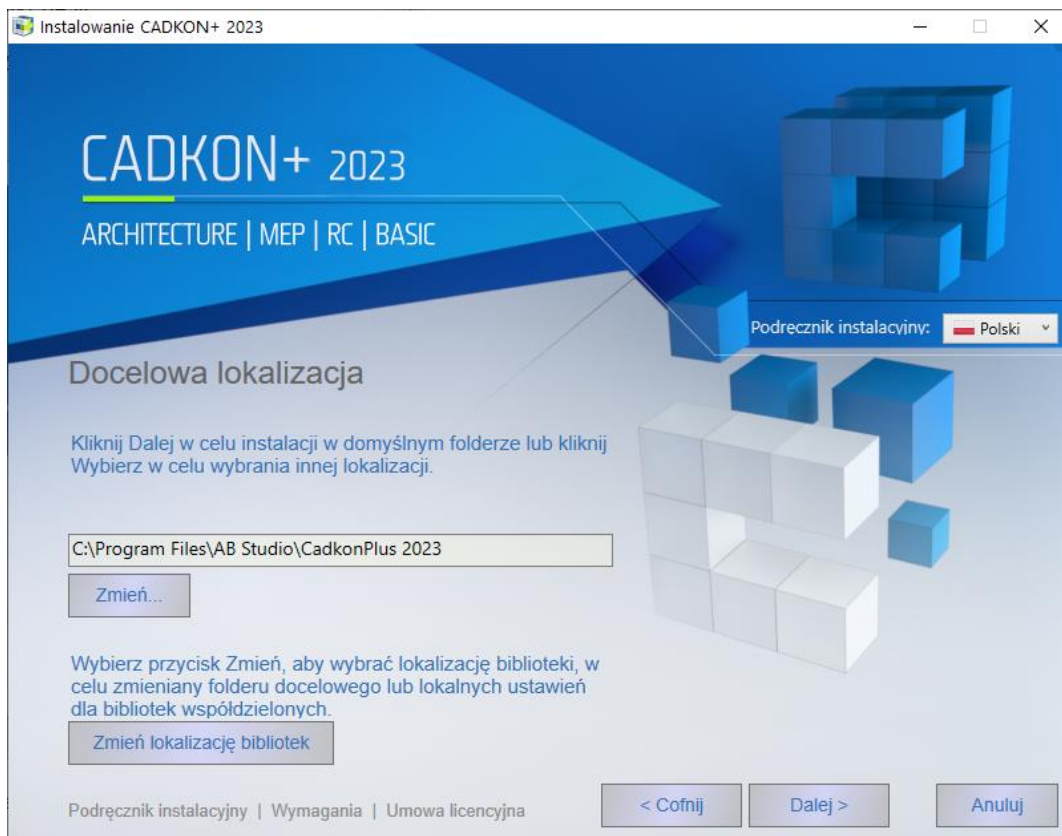 Instalowanie CADKON+ 2023
CADKON+ 2023
ARCHITECTURE | MEP | RC | BASIC
Podręcznik instalacyjny:
Polski
Docelowa lokalizacja
Kliknij Dalej w celu instalacji w domyślnym folderze lub kliknij
Wybierz w celu wybrania innej lokalizacji.
C:\Program Files\AB Studio\CadkonPlus 2023
Zmień...
Wybierz przycisk Zmień, aby wybrać lokalizację biblioteki, w
celu zmieniany folderu docelowego lub lokalnych ustawień
dla bibliotek współdzielonych.
Zmień lokalizację bibliotek
Podręcznik instalacyjny | Wymagania | Umowa licencyjna
< Cofnij
Dalej >
Anuluj